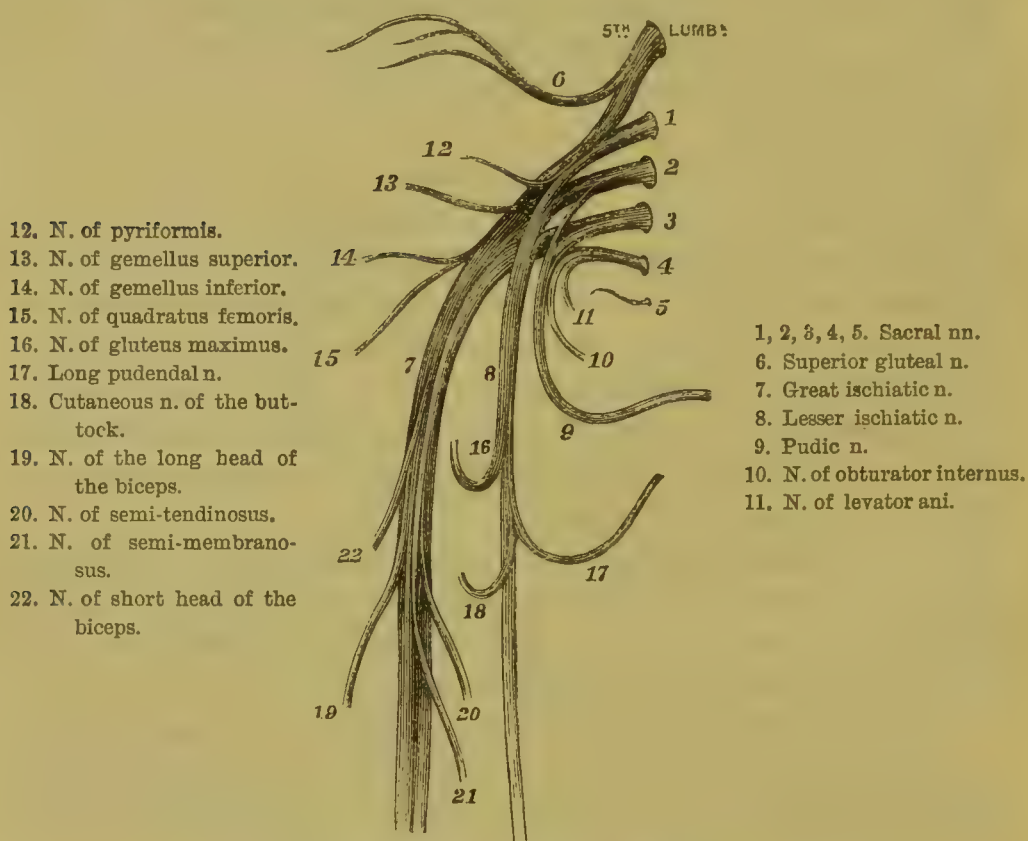 5TH LUMBR
6
1
12
2
13
3
14
4
11
5
10
15
7
8
9
16
22
17
18
19
20
21
12. N. of pyriformis.
13. N. of gemellus superior.
14. N. of gemellus inferior.
15. N. of quadratus femoris.
16. N. of gluteus maximus.
17. Long pudendal n.
18. Cutaneous n. of the but-
tock.
19. N. of the long head of
the biceps.
20. N. of semi-tendinosus.
21. N. of semi-membrano-
sus.
22. N. of short head of the
biceps.
1, 2, 3, 4, 5. Sacral nn.
6. Superior gluteal n.
7. Great ischiatic n.
8. Lesser ischiatic n.
9. Pudic n.
10. N. of obturator internus.
11. N. of levator ani.